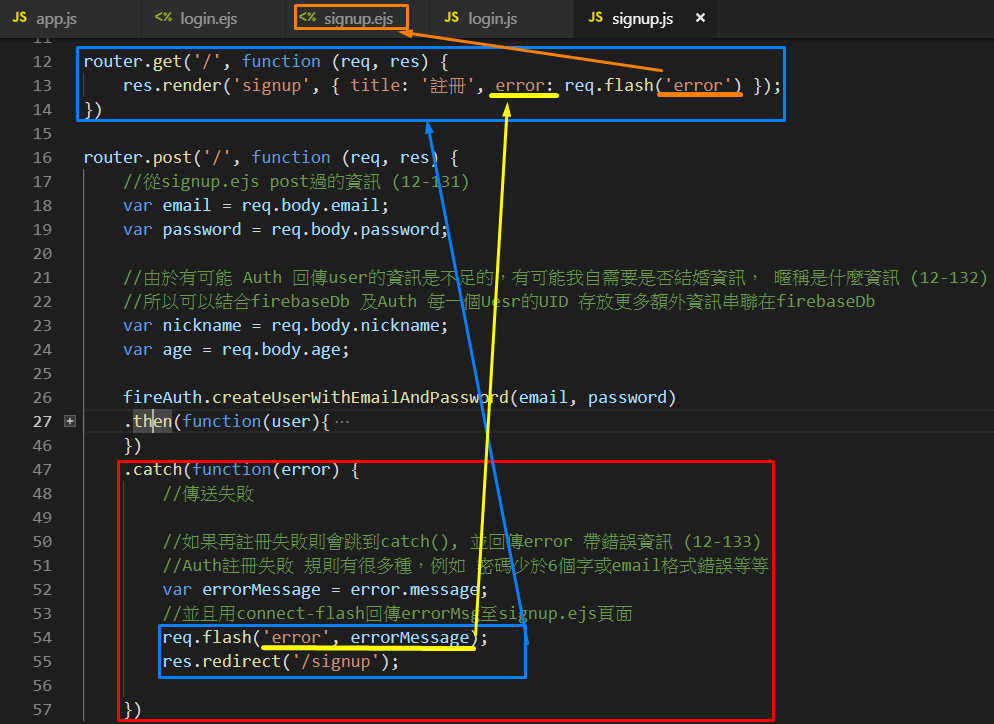 JS app.js
<% login.ejs
<% signup.ejs
JS login.js
JS signup.js ×
11
12 router.get('/', function (req, res) {
13 res.render('signup', { title: '註冊', error: req.flash('error') });
14 })
15
16 router.post('/', function (req, res) {
17 //從signup.ejs post過的資訊 (12-131)
18 var email = req.body.email;
19 var password = req.body.password;
20
21 //由於有可能 Auth 回傳user的資訊是不足的，有可能我自需要是否結婚資訊， 暱稱是什麼資訊 (12-132)
22 //所以可以結合firebaseDb 及Auth 每一個Uesr的UID 存放更多額外資訊串聯在firebaseDb
23 var nickname = req.body.nickname;
24 var age = req.body.age;
25
26 fireAuth.createUserWithEmailAndPassword(email, password)
27 .then(function(user){ ⋯
46 })
47 .catch(function(error) {
48 //傳送失敗
49
50 //如果再註冊失敗則會跳到catch(), 並回傳error 帶錯誤資訊 (12-133)
51 //Auth註冊失敗 規則有很多種，例如 密碼少於6個字或email格式錯誤等等
52 var errorMessage = error.message;
53 //並且用connect-flash回傳errorMsg至signup.ejs頁面
54 req.flash('error', errorMessage);
55 res.redirect('/signup');
56
57 })